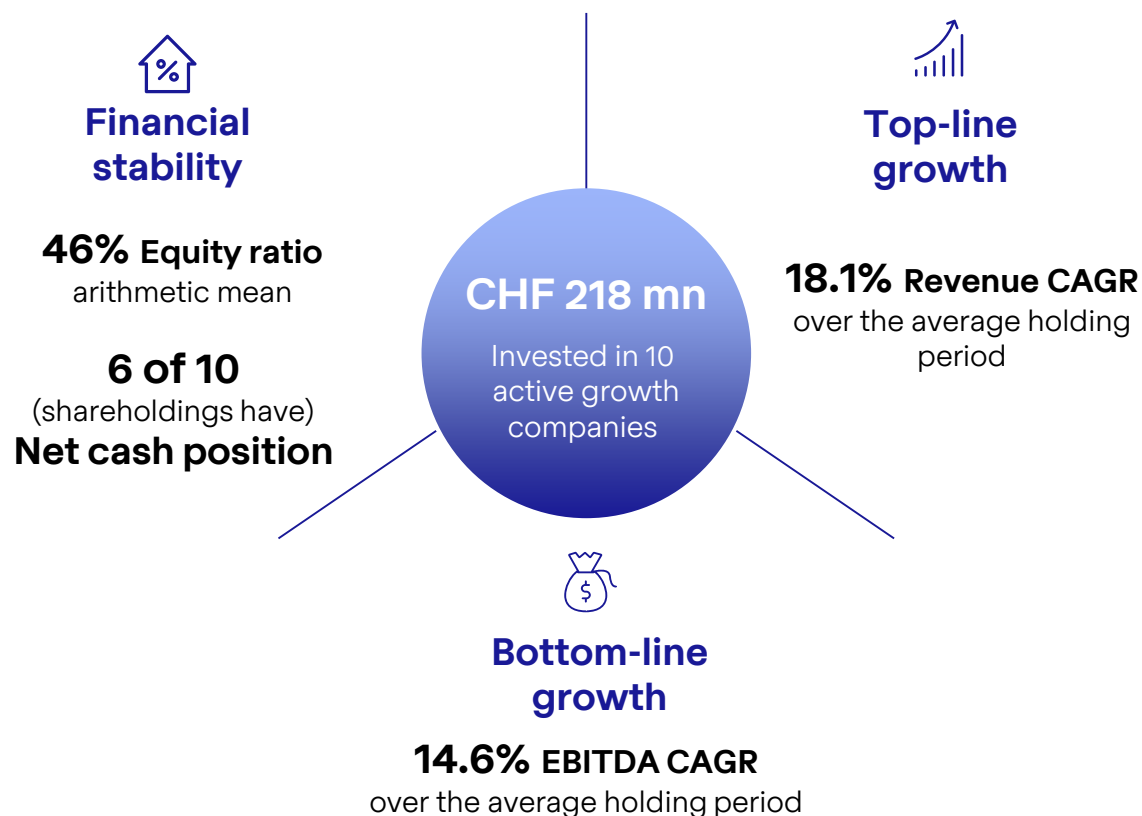 Financial
stability
46% Equity ratio
arithmetic mean
6 of 10
(shareholdings have)
Net cash position
CHF 218 mn
Invested in 10
active growth
companies
Top-line
growth
18.1% Revenue CAGR
over the average holding
period
Bottom-line
growth
14.6% EBITDA CAGR
over the average holding period